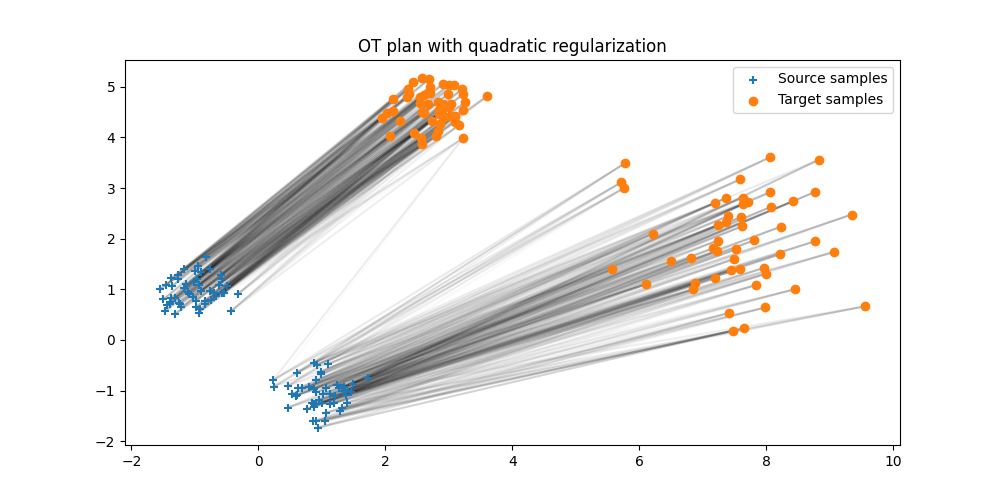 OT plan with quadratic regularization
Source samples
Target samples
5
4
3
2
1
0
−1
−2
−2 0 2 4 6 8 10